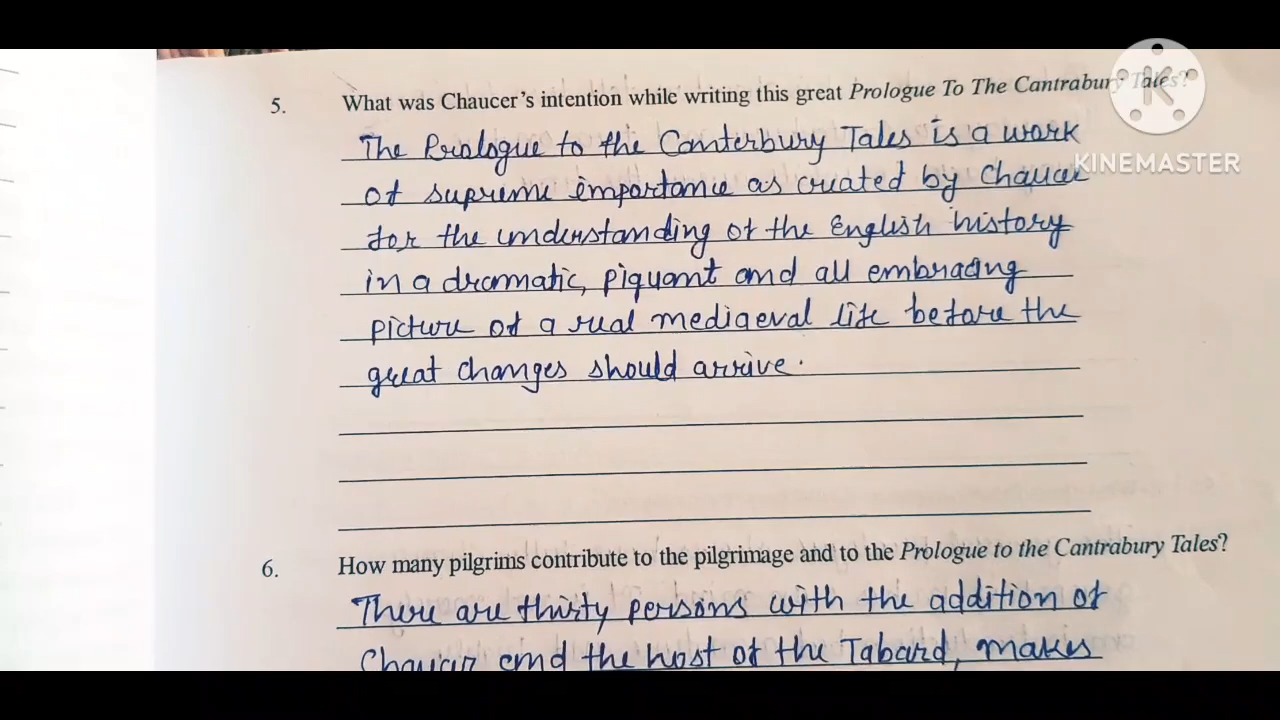 5. What was Chaucer's intention while writing this great Prologue To The Cantrabury Tales?
The Prologue to the Canterbury Tales is a work
of supreme importance as created by Chaucer
for the understanding of the English history
in a dramatic, piquant and all embracing
picture of a real mediaeval life before the
great changes should arrive.
6. How many pilgrims contribute to the pilgrimage and to the Prologue to the Cantrabury Tales?
There are thirty persons with the addition of
Chaucer and the host of the Tabard, makes
K
KINEMASTER